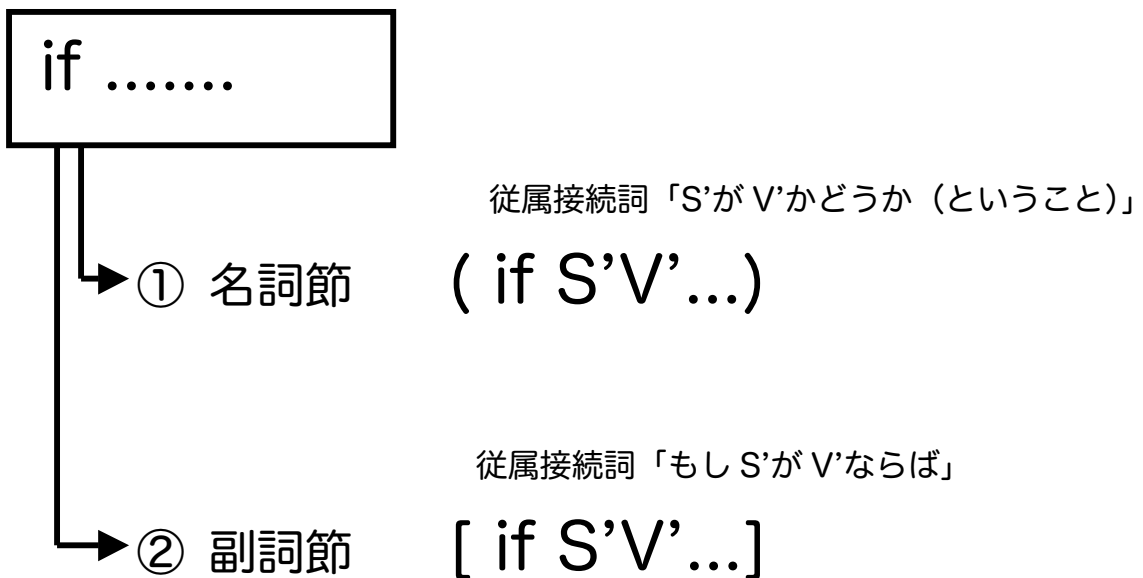 if .......
従属接続詞「S’が V’かどうか（ということ）」
① 名詞節 ( if S’V’...)
従属接続詞「もし S’が V’ならば」
② 副詞節 [ if S’V’...]